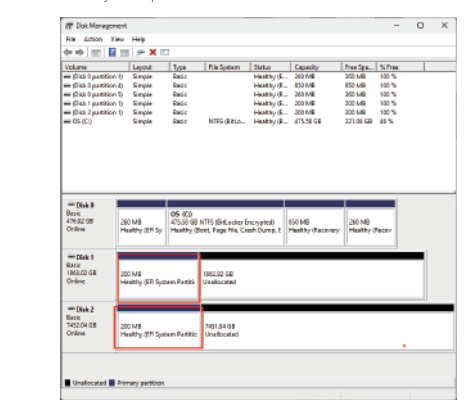 Disk Management
File Action View Help
Volume Layout Type File System Status Capacity Free Spa... % Free
(Disk 0 partition 1) Simple Basic Healthy (E... 260 MB 260 MB 100 %
(Disk 0 partition 4) Simple Basic Healthy (R... 850 MB 850 MB 100 %
(Disk 0 partition 5) Simple Basic Healthy (R... 260 MB 260 MB 100 %
(Disk 1 partition 1) Simple Basic Healthy (E... 200 MB 200 MB 100 %
(Disk 2 partition 1) Simple Basic Healthy (E... 200 MB 200 MB 100 %
OS (C:) Simple Basic NTFS (BitLo... Healthy (B... 475.58 GB 48 %
Disk 0
Basic
Online
260 MB
Healthy (EFI Sy
OS (C:)
475.58 GB NTFS (BitLocker Encrypted)
Healthy (Boot, Page File, Crash Dump, E
850 MB
Healthy (Recovery
260 MB
Healthy (Recov
Disk 1
Basic
1863.02 GB
Online
200 MB
Healthy (EFI System Partitic
1862.82 GB
Unallocated
Disk 2
Basic
7452.04 GB
Online
200 MB
Healthy (EFI System Partitic
7451.84 GB
Unallocated
Unallocated Primary partition